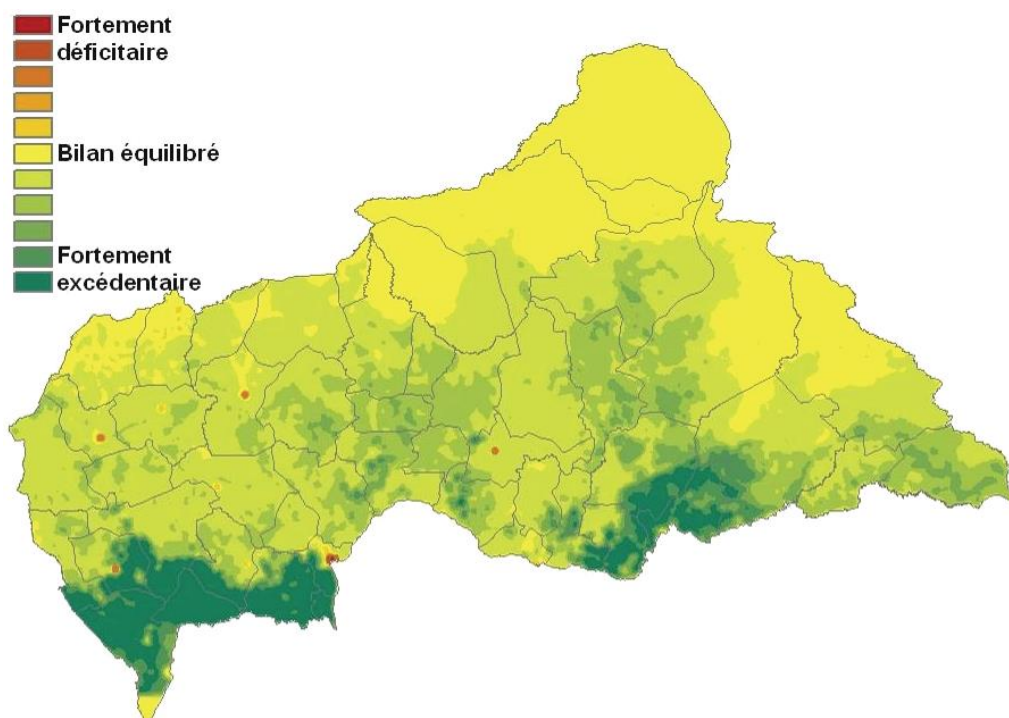 Fortement
déficitaire
Bilan équilibré
Fortement
excédentaire